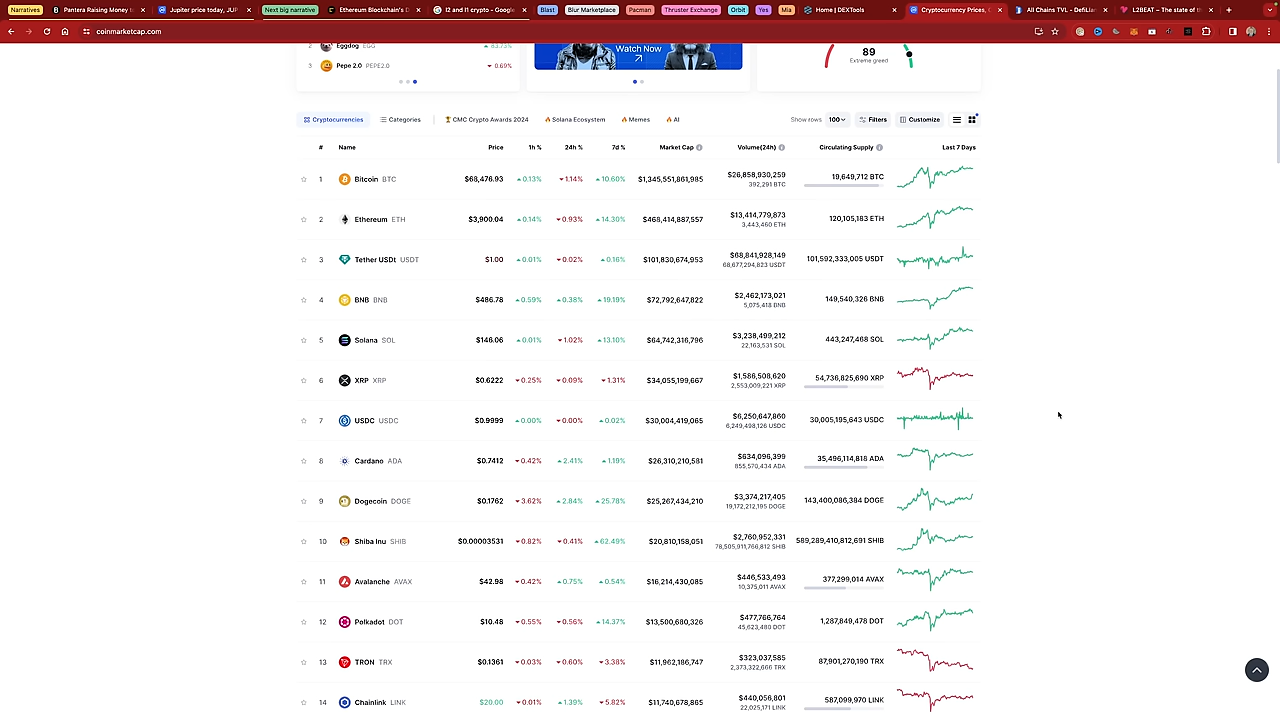 Narratives
Pantera Raising Money to
Jupiter price today, JUP
Next big narrative
Ethereum Blockchain's D
l2 and l1 crypto - Google
Blast
Blur Marketplace
Pacman
Thruster Exchange
Orbit
Yes
Mia
Home | DEXTools
Cryptocurrency Prices, C
All Chains TVL - DefiLlam
L2BEAT – The state of th
coinmarketcap.com
2 Eggdog EGG 83.73%
3 Pepe 2.0 PEPE2.0 0.69%
Watch Now
89
Extreme greed
Cryptocurrencies Categories CMC Crypto Awards 2024 Solana Ecosystem Memes AI Show rows 100 Filters Customize
# Name Price 1h % 24h % 7d % Market Cap Volume(24h) Circulating Supply Last 7 Days
1 Bitcoin BTC $68,476.93 0.13% 1.14% 10.60% $1,345,551,861,985 $26,858,930,259 19,649,712 BTC
392,291 BTC
2 Ethereum ETH $3,900.04 0.14% 0.93% 14.30% $468,414,887,557 $13,414,779,873 120,105,183 ETH
3,443,460 ETH
3 Tether USDt USDT $1.00 0.01% 0.02% 0.16% $101,830,674,953 $68,841,928,149 101,592,333,005 USDT
68,677,294,823 USDT
4 BNB BNB $486.78 0.59% 0.38% 19.19% $72,792,647,822 $2,462,173,021 149,540,326 BNB
5,075,418 BNB
5 Solana SOL $146.06 0.01% 1.02% 13.10% $64,742,316,796 $3,238,499,212 443,247,468 SOL
22,163,531 SOL
6 XRP XRP $0.6222 0.25% 0.09% 1.31% $34,055,199,667 $1,586,508,620 54,736,825,690 XRP
2,553,009,221 XRP
7 USDC USDC $0.9999 0.00% 0.00% 0.02% $30,004,419,065 $6,250,647,860 30,005,195,643 USDC
6,249,498,126 USDC
8 Cardano ADA $0.7412 0.42% 2.41% 1.19% $26,310,210,581 $634,096,399 35,496,114,818 ADA
855,570,434 ADA
9 Dogecoin DOGE $0.1762 3.62% 2.84% 25.78% $25,267,434,210 $3,374,217,405 143,400,086,384 DOGE
19,172,212,195 DOGE
10 Shiba Inu SHIB $0.00003531 0.82% 0.41% 62.49% $20,810,158,051 $2,760,952,331 589,289,410,812,691 SHIB
78,505,911,766,812 SHIB
11 Avalanche AVAX $42.98 0.42% 0.75% 0.54% $16,214,430,085 $446,533,493 377,299,014 AVAX
10,375,011 AVAX
12 Polkadot DOT $10.48 0.55% 0.56% 14.37% $13,500,680,326 $477,766,764 1,287,849,478 DOT
45,623,480 DOT
13 TRON TRX $0.1361 0.03% 0.60% 3.38% $11,962,186,747 $323,037,585 87,901,270,190 TRX
2,373,322,666 TRX
14 Chainlink LINK $20.00 0.01% 1.39% 5.82% $11,740,678,865 $440,056,801 587,099,970 LINK
22,025,171 LINK